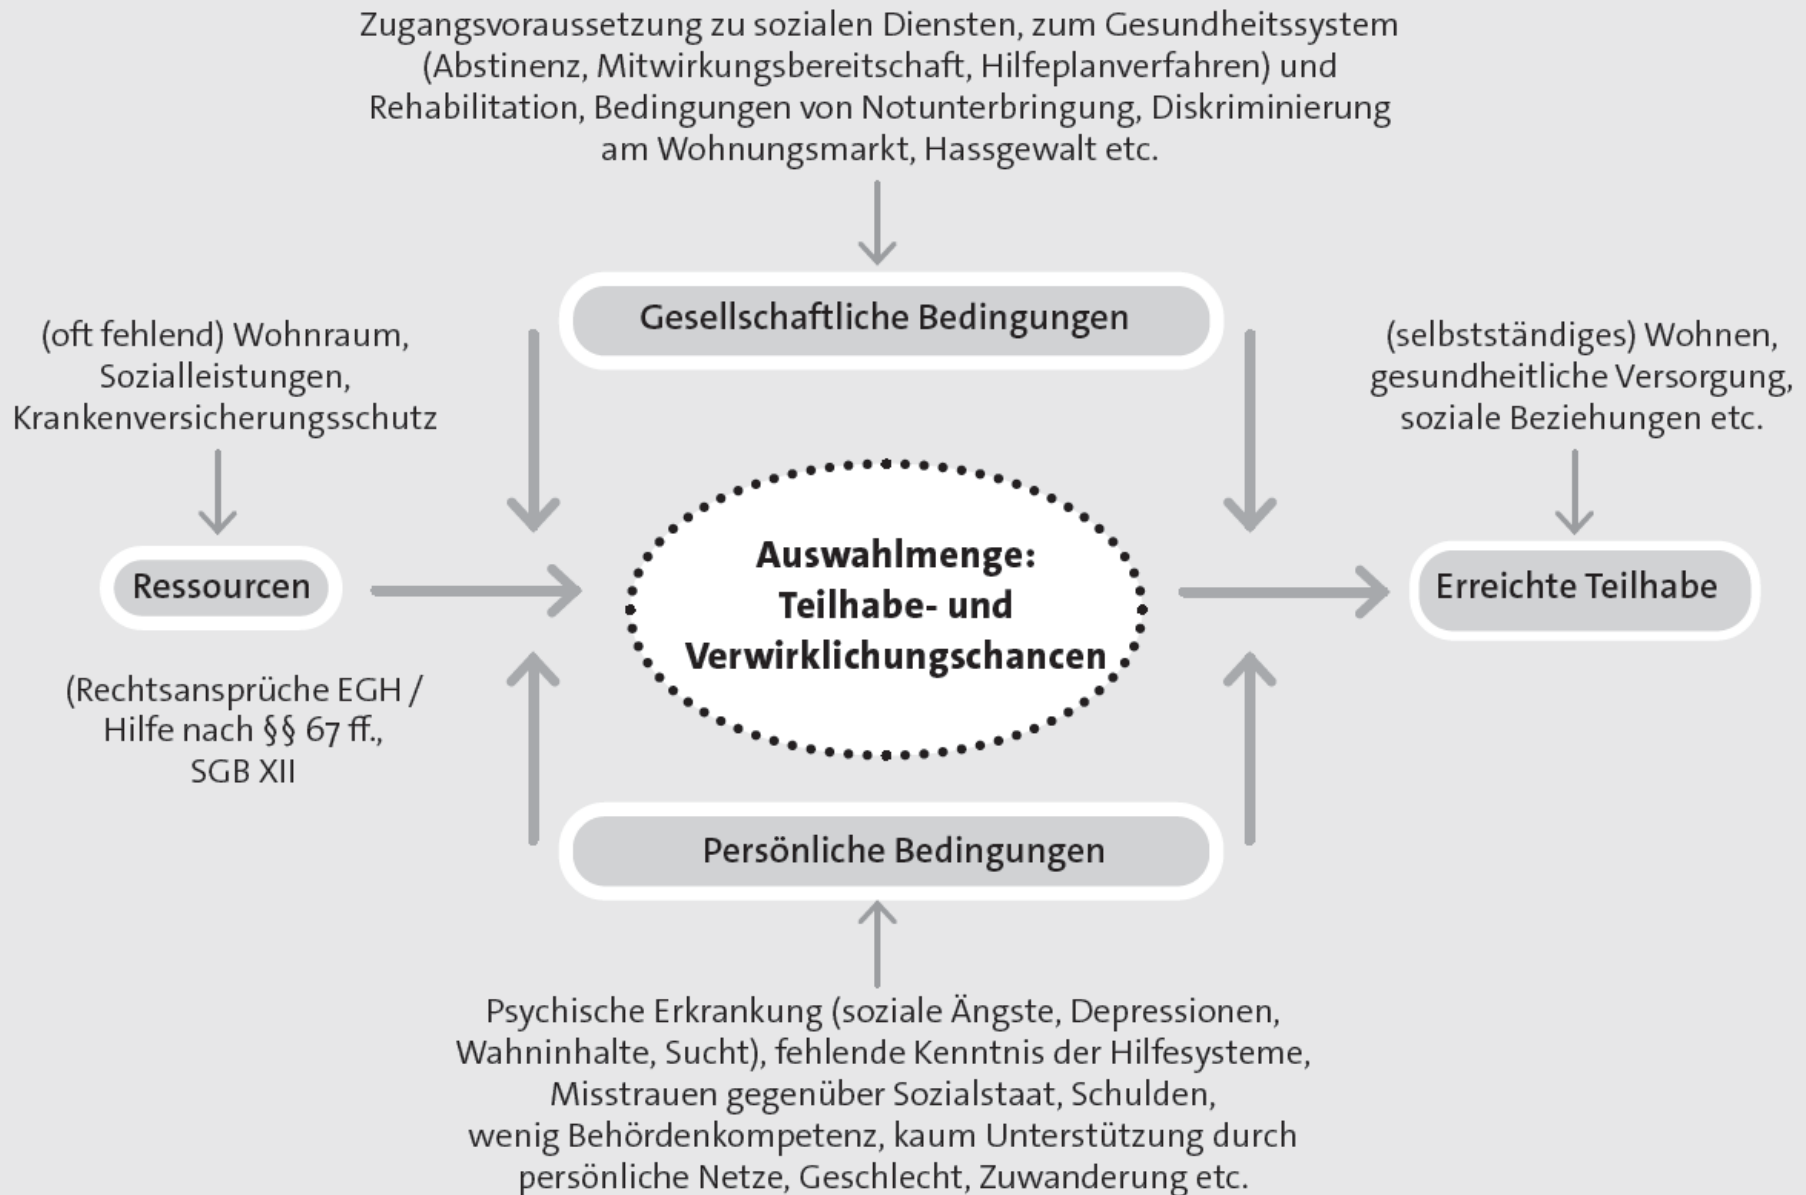 Zugangsvoraussetzung zu sozialen Diensten, zum Gesundheitssystem
(Abstinenz, Mitwirkungsbereitschaft, Hilfeplanverfahren) und
Rehabilitation, Bedingungen von Notunterbringung, Diskriminierung
am Wohnungsmarkt, Hassgewalt etc.
Gesellschaftliche Bedingungen
(oft fehlend) Wohnraum,
Sozialleistungen,
Krankenversicherungsschutz
(selbstständiges) Wohnen,
gesundheitliche Versorgung,
soziale Beziehungen etc.
Ressourcen
Auswahlmenge:
Teilhabe- und
Verwirklichungschancen
Erreichte Teilhabe
(Rechtsansprüche EGH /
Hilfe nach §§ 67 ff.,
SGB XII
Persönliche Bedingungen
Psychische Erkrankung (soziale Ängste, Depressionen,
Wahninhalte, Sucht), fehlende Kenntnis der Hilfesysteme,
Misstrauen gegenüber Sozialstaat, Schulden,
wenig Behördenkompetenz, kaum Unterstützung durch
persönliche Netze, Geschlecht, Zuwanderung etc.